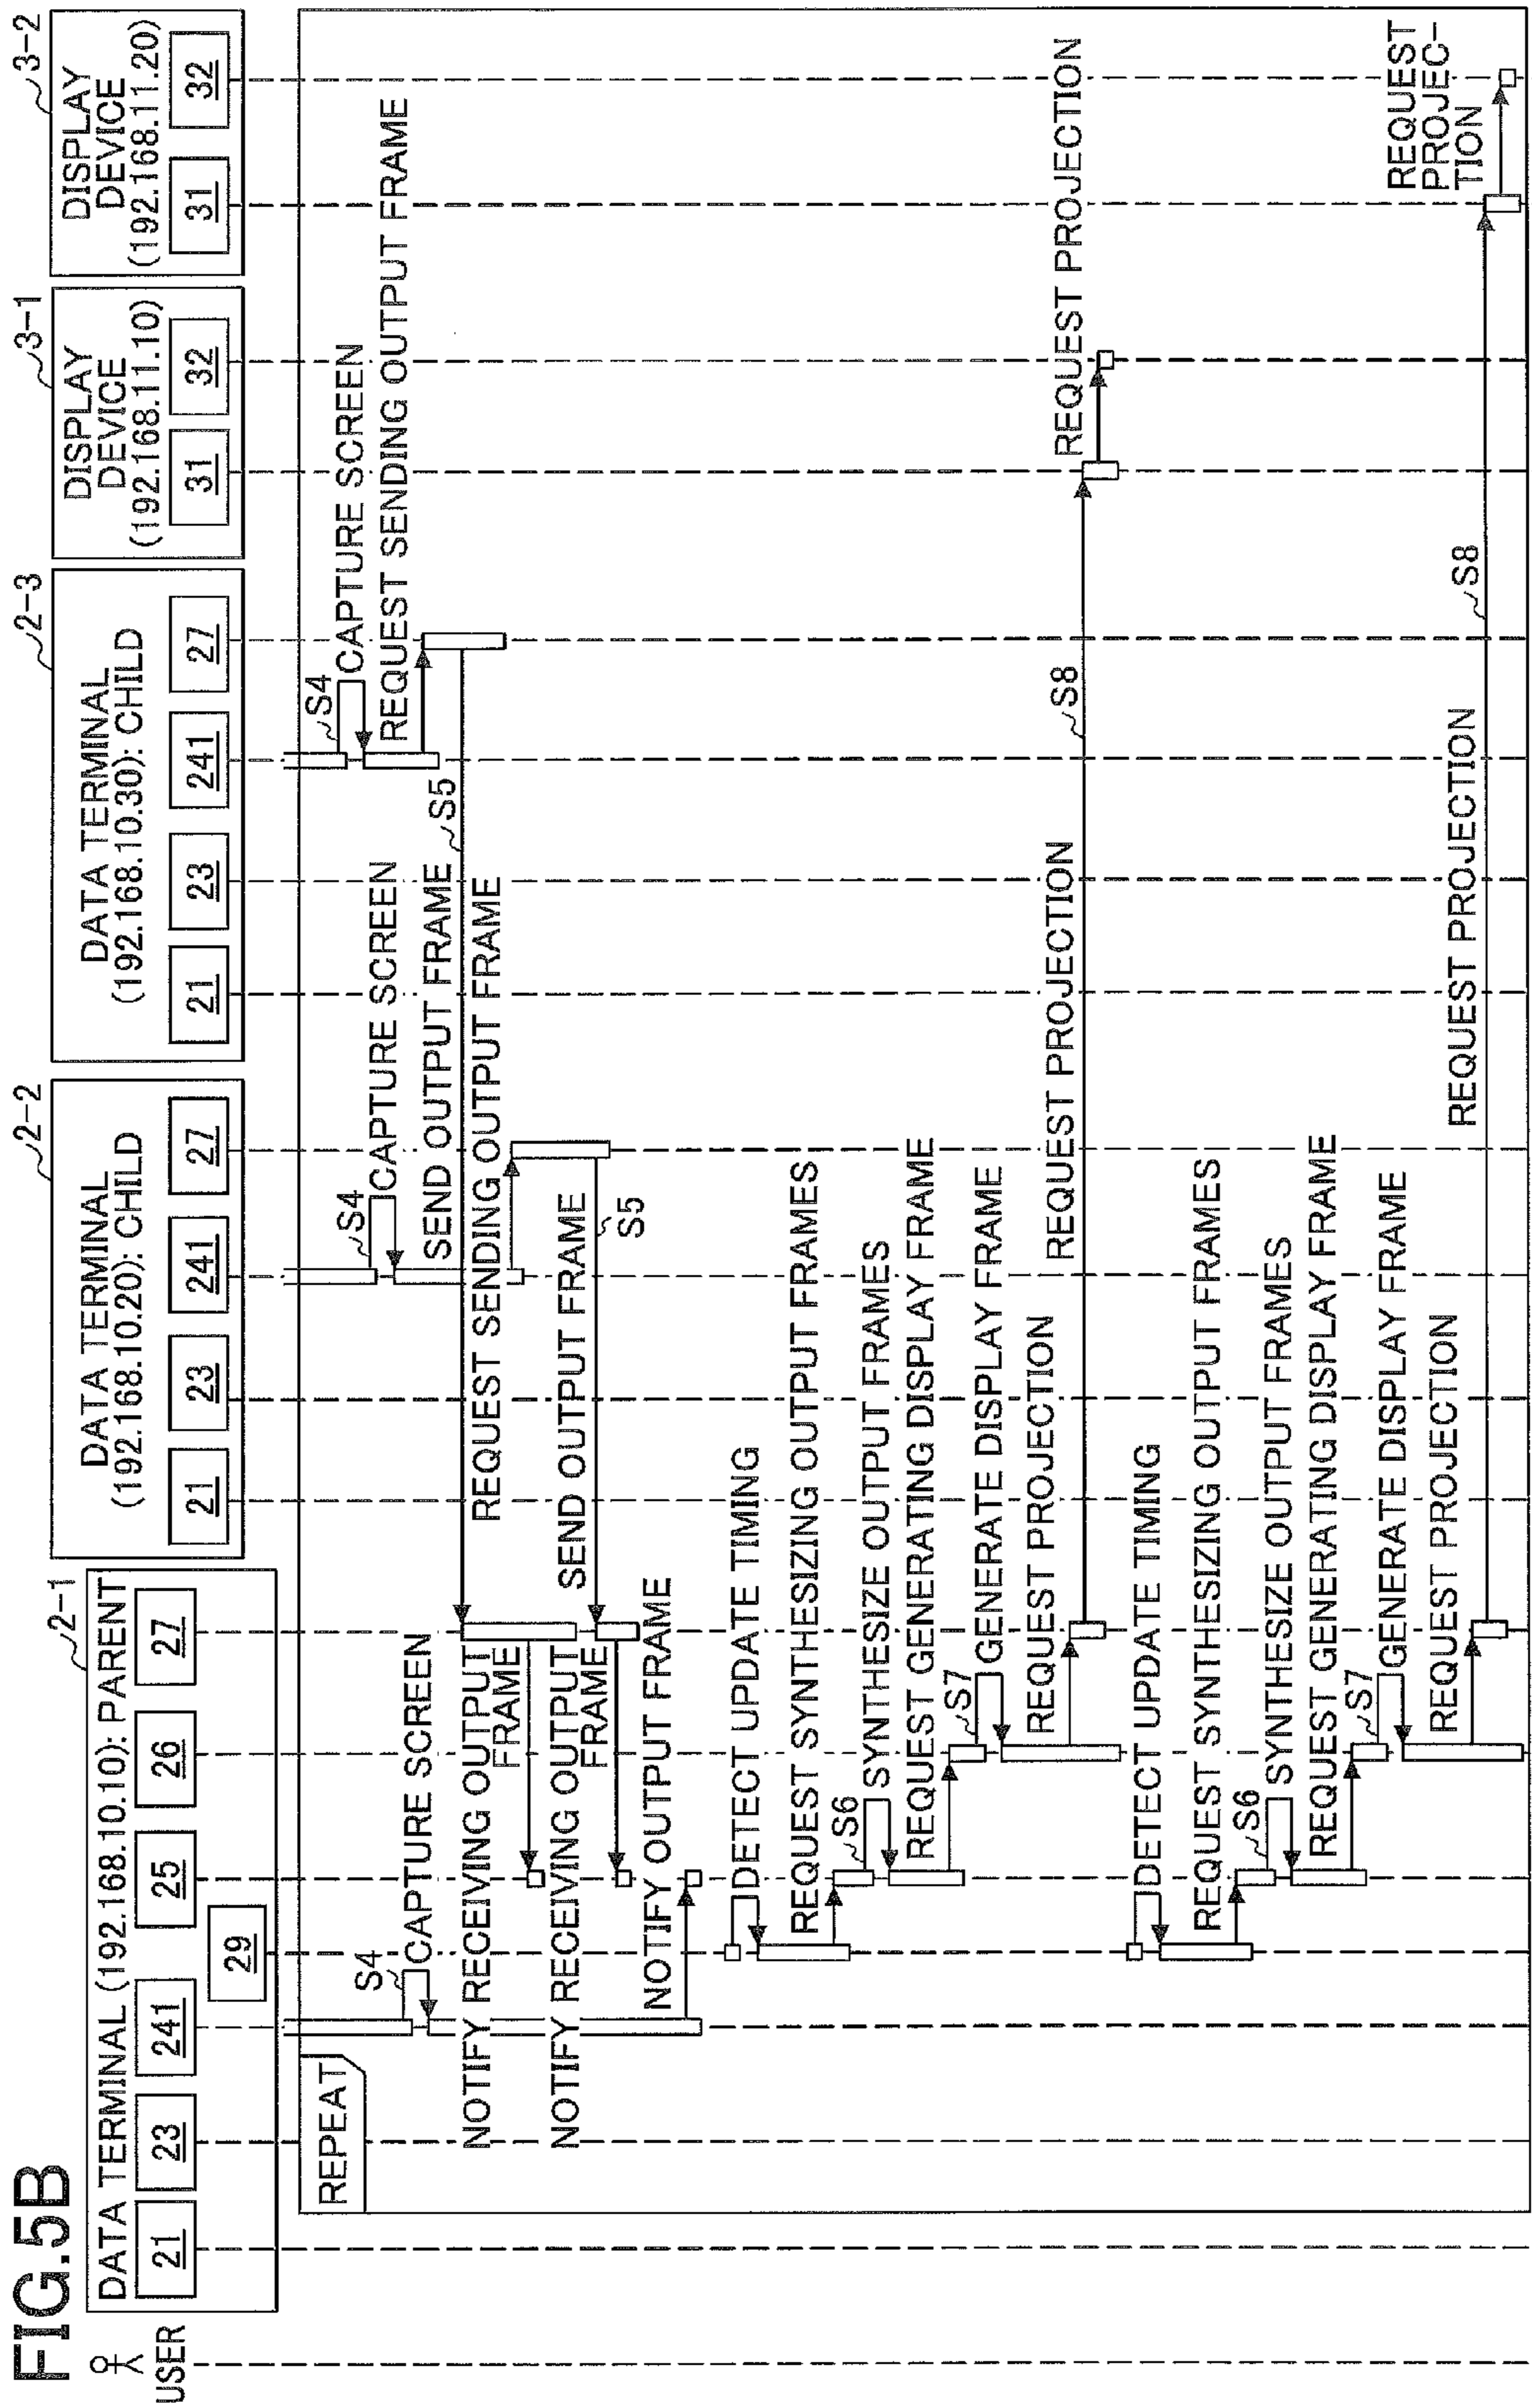 FIG.5B
USER
2-1
DATA TERMINAL (192.168.10.10): PARENT
21
23
241
29
25
26
27
2-2
DATA TERMINAL
(192.168.10.20): CHILD
21
23
241
27
2-3
DATA TERMINAL
(192.168.10.30): CHILD
21
23
241
27
3-1
DISPLAY
DEVICE
(192.168.11.10)
31
32
3-2
DISPLAY
DEVICE
(192.168.11.20)
31
32
REPEAT
S4
CAPTURE SCREEN
REQUEST SENDING OUTPUT FRAME
S4
CAPTURE SCREEN
S4
CAPTURE SCREEN
SEND OUTPUT FRAME
S5
NOTIFY RECEIVING OUTPUT
FRAME
REQUEST SENDING OUTPUT FRAME
NOTIFY RECEIVING OUTPUT
FRAME
SEND OUTPUT FRAME
S5
NOTIFY OUTPUT FRAME
DETECT UPDATE TIMING
REQUEST SYNTHESIZING OUTPUT FRAMES
S6
SYNTHESIZE OUTPUT FRAMES
REQUEST GENERATING DISPLAY FRAME
S7
GENERATE DISPLAY FRAME
REQUEST PROJECTION
REQUEST PROJECTION
S8
REQUEST PROJECTION
DETECT UPDATE TIMING
REQUEST SYNTHESIZING OUTPUT FRAMES
S6
SYNTHESIZE OUTPUT FRAMES
REQUEST GENERATING DISPLAY FRAME
S7
GENERATE DISPLAY FRAME
REQUEST PROJECTION
REQUEST PROJECTION
S8
REQUEST
PROJEC-
TION